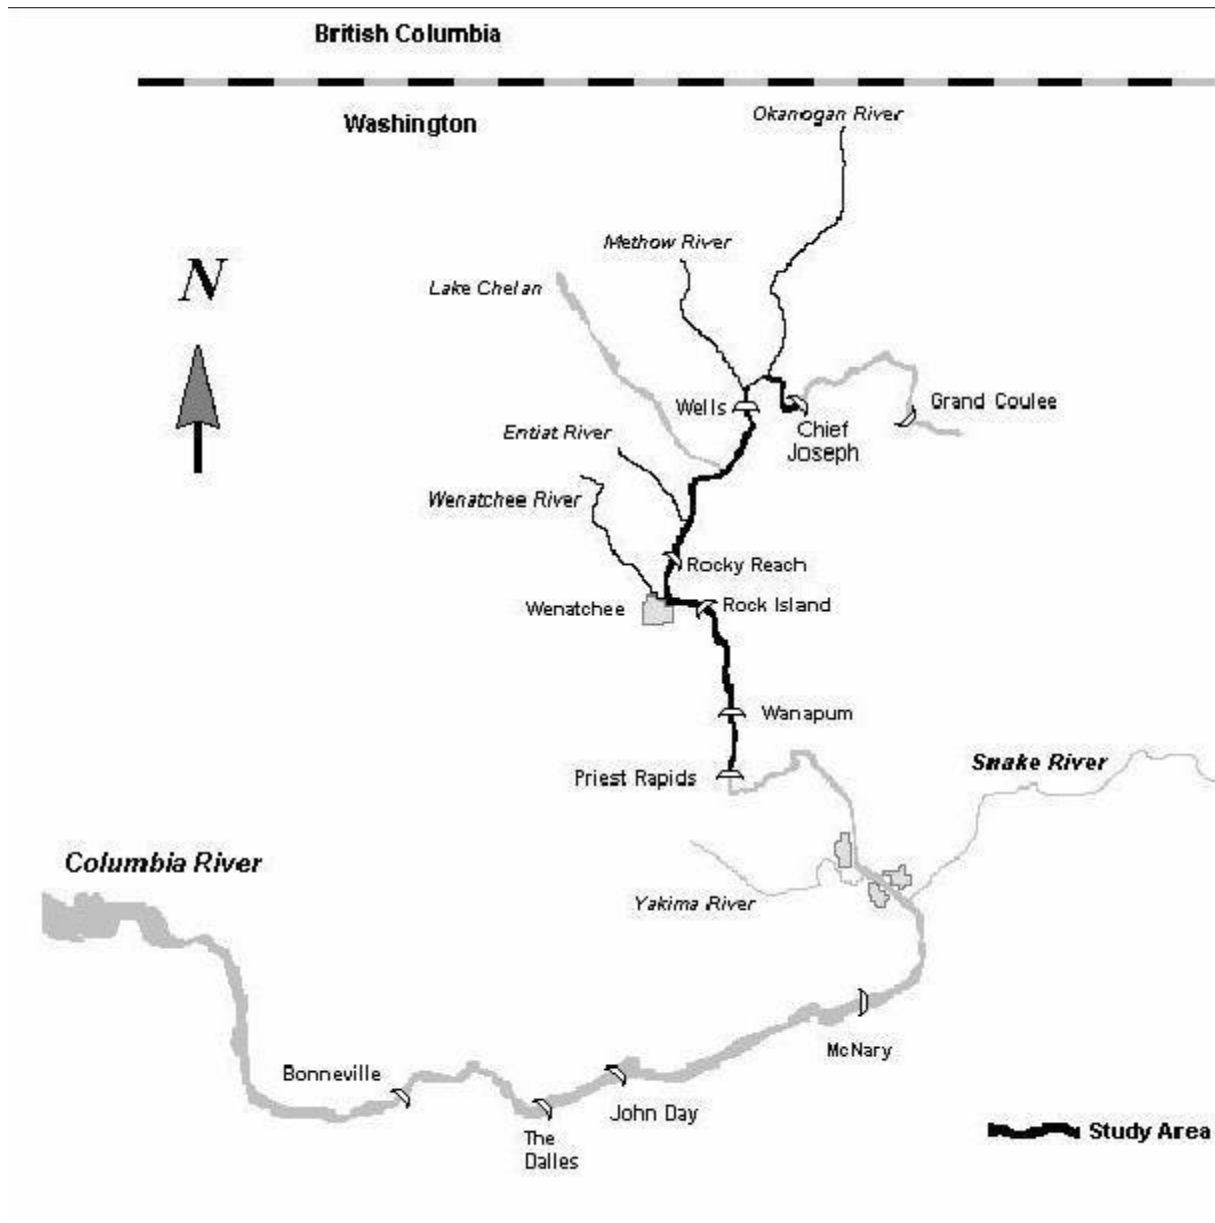 British Columbia
Washington
Okanogan River
Methow River
N
Lake Chelan
Wells
Grand Coulee
Chief
Joseph
Entiat River
Wenatchee River
Rocky Reach
Wenatchee
Rock Island
Wanapum
Priest Rapids
Snake River
Columbia River
Yakima River
McNary
Bonneville
John Day
The
Dalles
Study Area